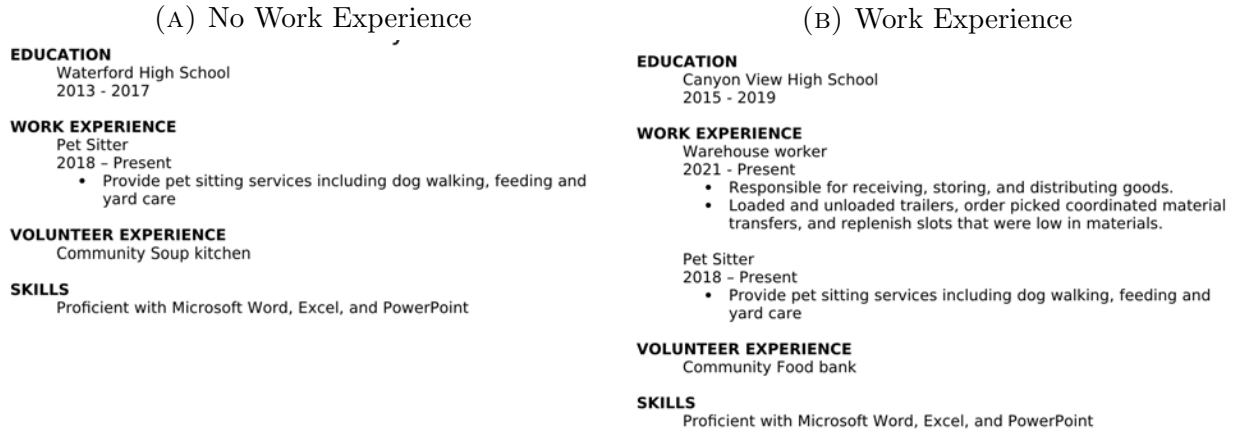 (A) No Work Experience
EDUCATION
Waterford High School
2013 - 2017
WORK EXPERIENCE
Pet Sitter
2018 – Present
• Provide pet sitting services including dog walking, feeding and
yard care
VOLUNTEER EXPERIENCE
Community Soup kitchen
SKILLS
Proficient with Microsoft Word, Excel, and PowerPoint
(B) Work Experience
EDUCATION
Canyon View High School
2015 - 2019
WORK EXPERIENCE
Warehouse worker
2021 - Present
• Responsible for receiving, storing, and distributing goods.
• Loaded and unloaded trailers, order picked coordinated material
transfers, and replenish slots that were low in materials.
Pet Sitter
2018 – Present
• Provide pet sitting services including dog walking, feeding and
yard care
VOLUNTEER EXPERIENCE
Community Food bank
SKILLS
Proficient with Microsoft Word, Excel, and PowerPoint